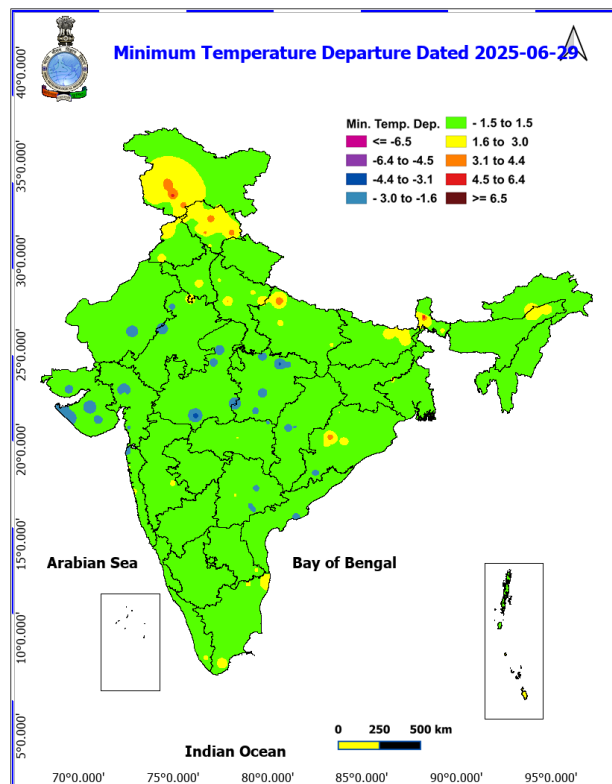 Minimum Temperature Departure Dated 2025-06-29
Min. Temp. Dep.
<= -6.5
-6.4 to -4.5
-4.4 to -3.1
- 3.0 to -1.6
- 1.5 to 1.5
1.6 to 3.0
3.1 to 4.4
4.5 to 6.4
>= 6.5
40°0.000'
35°0.000'
30°0.000'
25°0.000'
20°0.000'
15°0.000'
10°0.000'
5°0.000'
Arabian Sea
Bay of Bengal
Indian Ocean
0 250 500 km
70°0.000' 75°0.000' 80°0.000' 85°0.000' 90°0.000' 95°0.000'